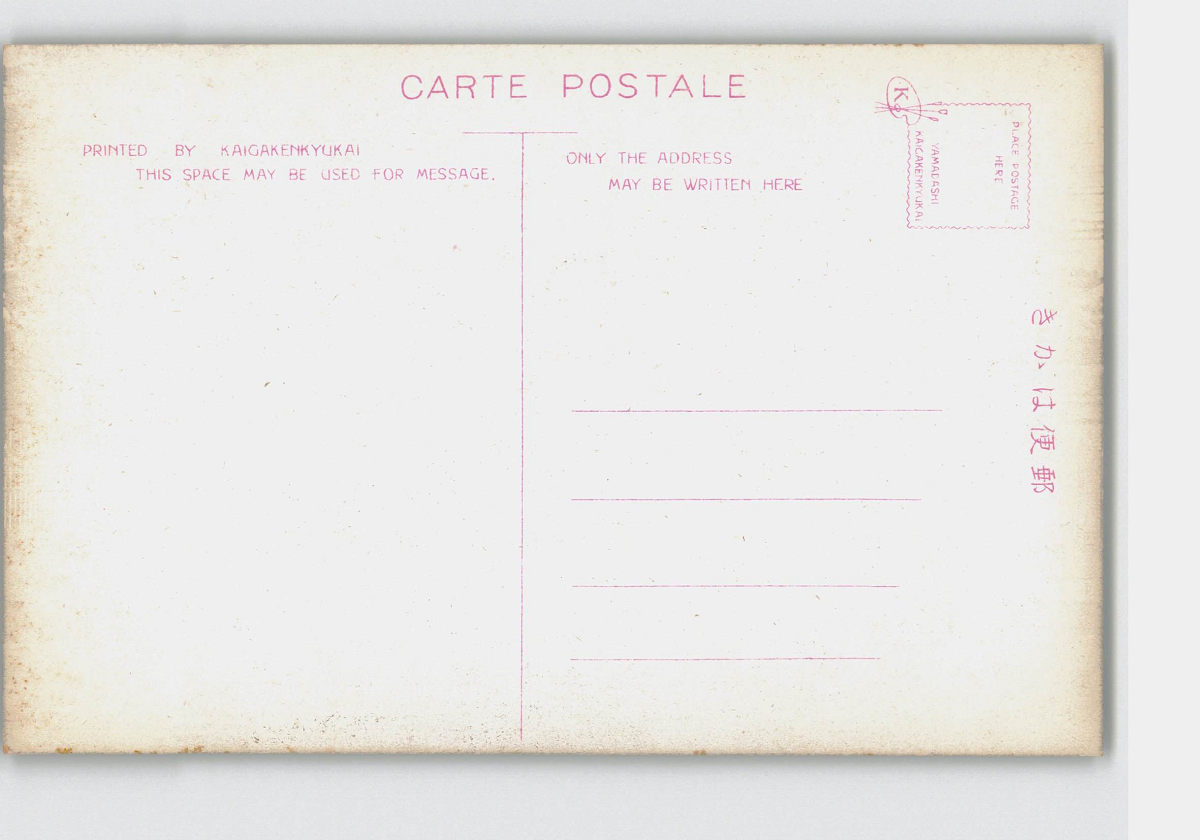 CARTE POSTALE
PRINTED BY KAIGAKENKYUKAI
THIS SPACE MAY BE USED FOR MESSAGE.
ONLY THE ADDRESS
MAY BE WRITTEN HERE
K
PLACE POSTAGE
HERE
KAIGAKENKYUKAI
きかは便郵